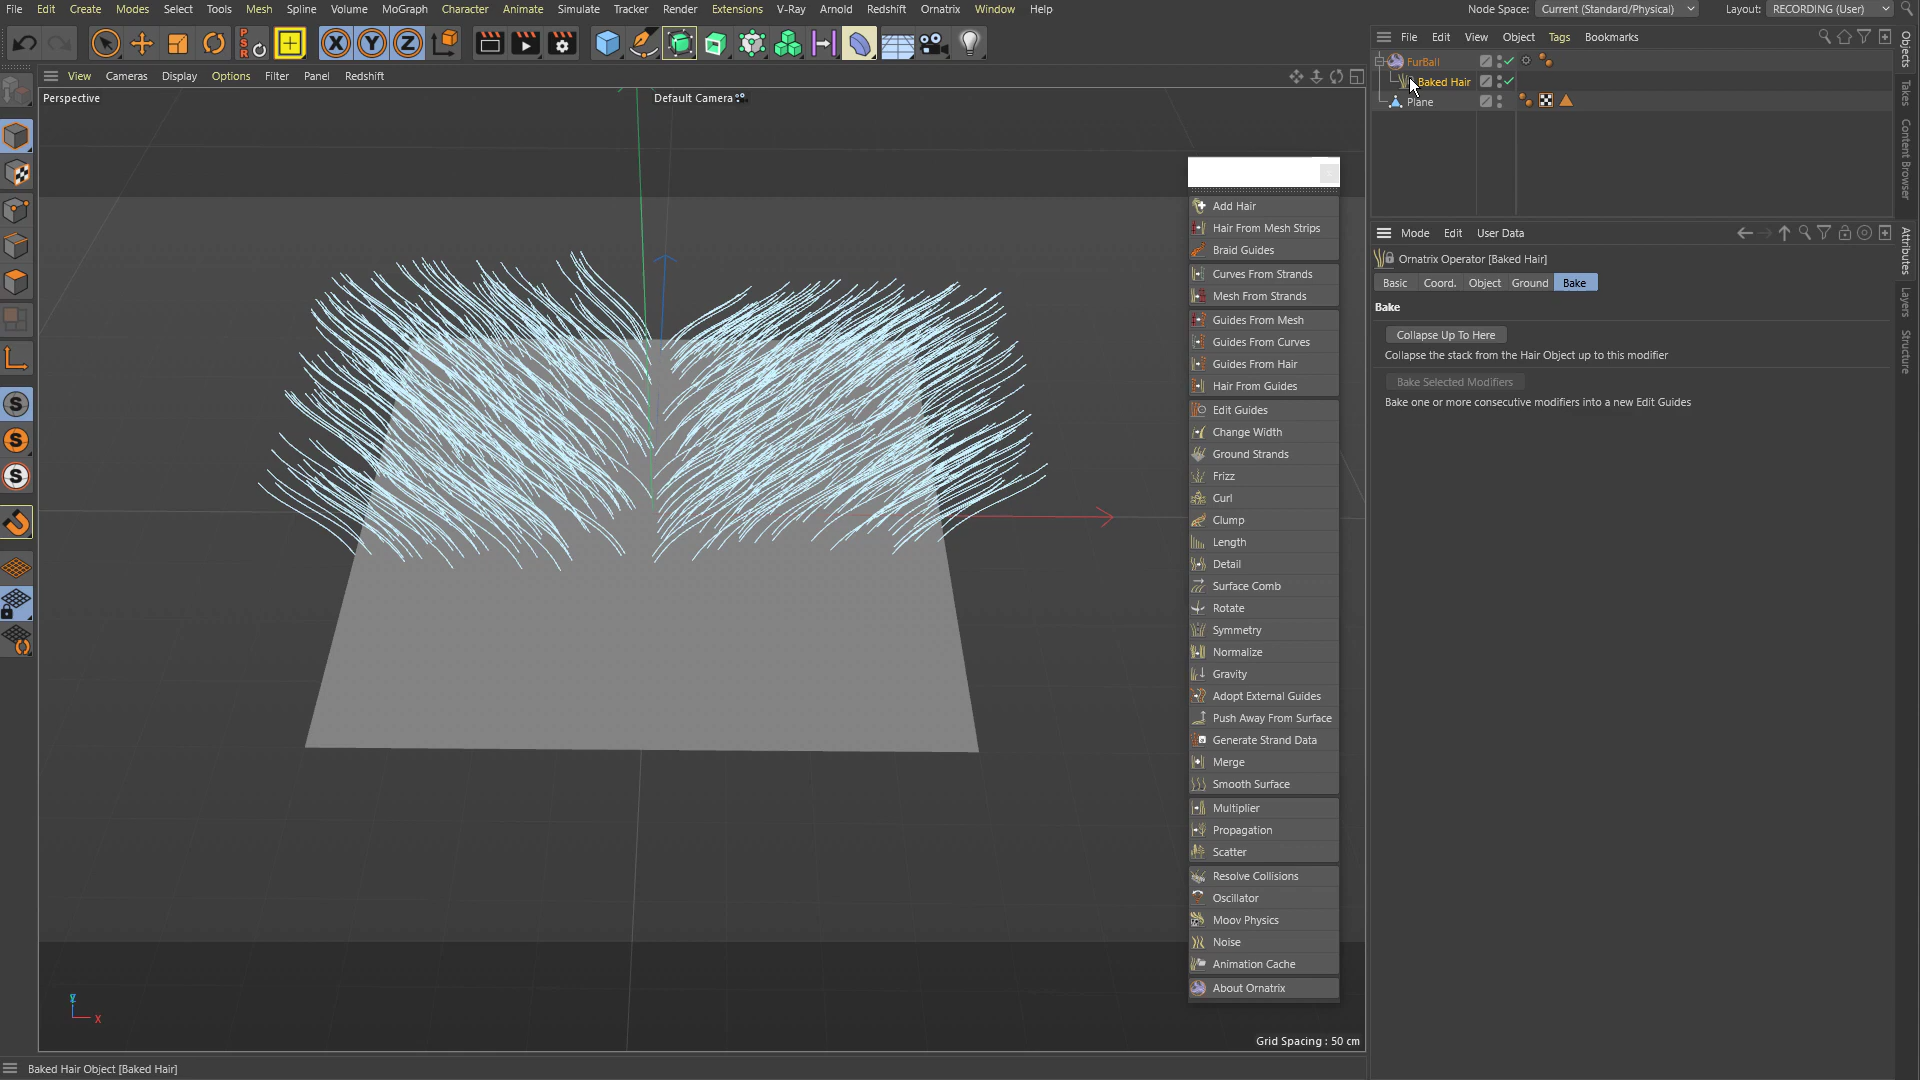 File Edit Create Modes Select Tools Mesh Spline Volume MoGraph Character Animate Simulate Tracker Render Extensions V-Ray Arnold Redshift Ornatrix Window Help Node Space: Current (Standard/Physical) Layout: RECORDING (User)
PSR X Y Z
File Edit View Object Tags Bookmarks
FurBall
Baked Hair
Plane
Objects
Takes
Content Browser
View Cameras Display Options Filter Panel Redshift
Perspective
Default Camera
Add Hair
Hair From Mesh Strips
Braid Guides
Curves From Strands
Mesh From Strands
Guides From Mesh
Guides From Curves
Guides From Hair
Hair From Guides
Edit Guides
Change Width
Ground Strands
Frizz
Curl
Clump
Length
Detail
Surface Comb
Rotate
Symmetry
Normalize
Gravity
Adopt External Guides
Push Away From Surface
Generate Strand Data
Merge
Smooth Surface
Multiplier
Propagation
Scatter
Resolve Collisions
Oscillator
Moov Physics
Noise
Animation Cache
About Ornatrix
Mode Edit User Data
Ornatrix Operator [Baked Hair]
Basic Coord. Object Ground Bake
Bake
Collapse Up To Here
Collapse the stack from the Hair Object up to this modifier
Bake Selected Modifiers
Bake one or more consecutive modifiers into a new Edit Guides
Attributes
Layers
Structure
S
S
S
Y
X
Grid Spacing : 50 cm
Baked Hair Object [Baked Hair]